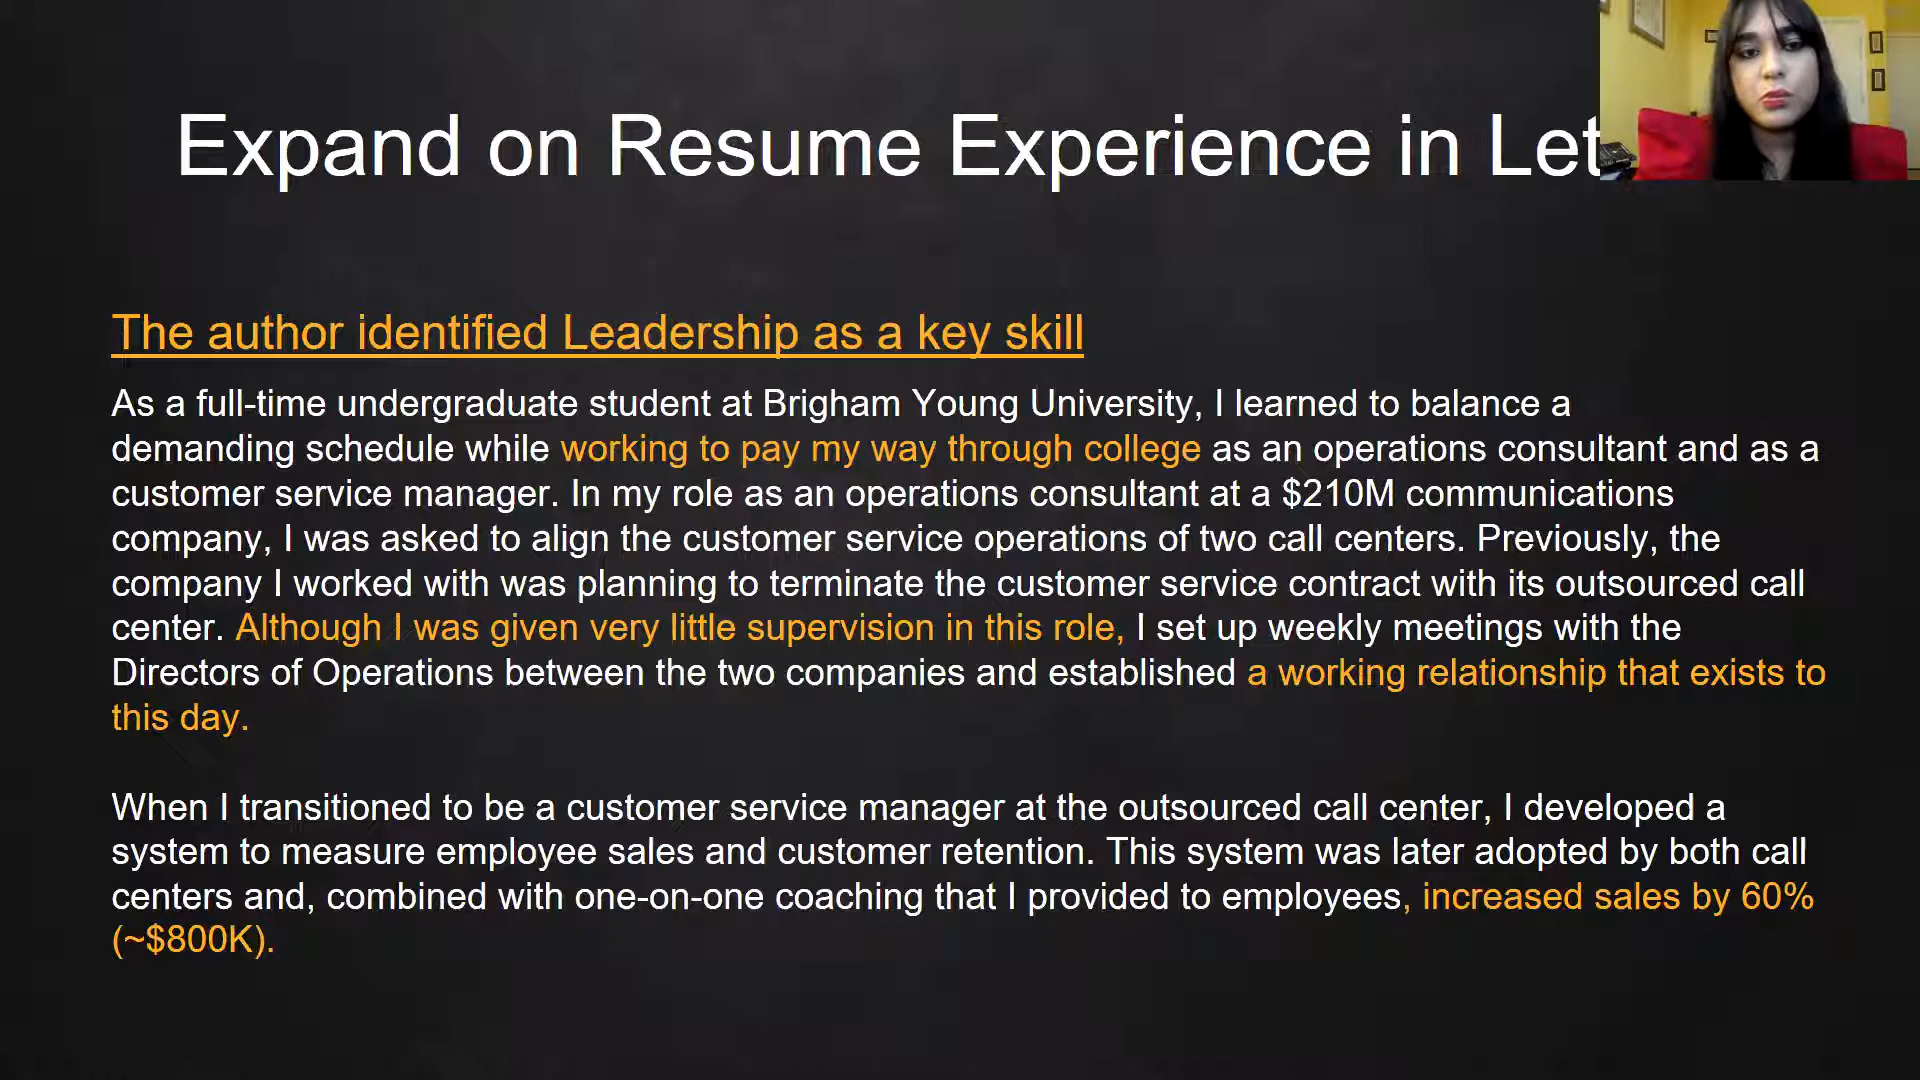 Expand on Resume Experience in Let
The author identified Leadership as a key skill
As a full-time undergraduate student at Brigham Young University, I learned to balance a
demanding schedule while working to pay my way through college as an operations consultant and as a
customer service manager. In my role as an operations consultant at a $210M communications
company, I was asked to align the customer service operations of two call centers. Previously, the
company I worked with was planning to terminate the customer service contract with its outsourced call
center. Although I was given very little supervision in this role, I set up weekly meetings with the
Directors of Operations between the two companies and established a working relationship that exists to
this day.
When I transitioned to be a customer service manager at the outsourced call center, I developed a
system to measure employee sales and customer retention. This system was later adopted by both call
centers and, combined with one-on-one coaching that I provided to employees, increased sales by 60%
(~$800K).